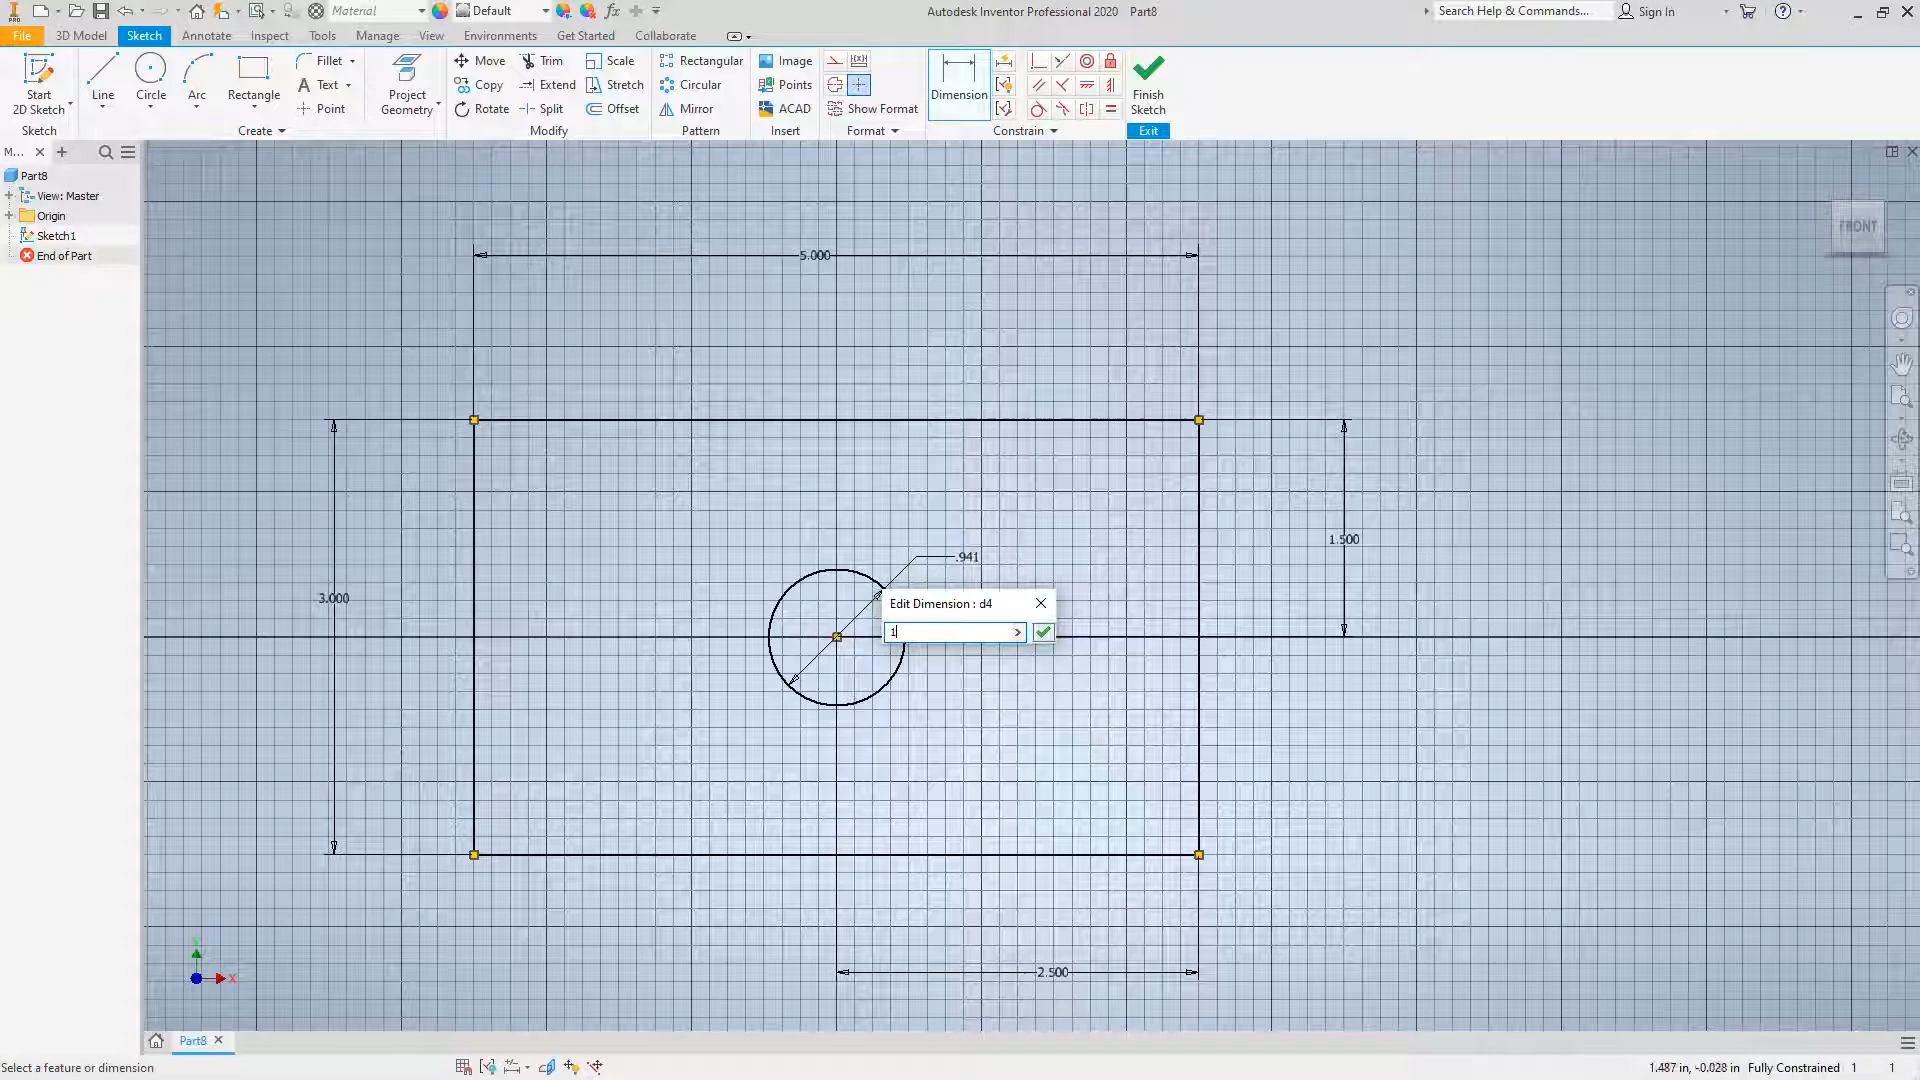 Material
Default
Autodesk Inventor Professional 2020 Part8
Search Help & Commands...
Sign In
File 3D Model Sketch Annotate Inspect Tools Manage View Environments Get Started Collaborate
Start 2D Sketch
Line
Circle
Arc
Rectangle
Fillet
Text
Point
Project Geometry
Move
Copy
Rotate
Trim
Extend
Split
Scale
Stretch
Offset
Rectangular
Circular
Mirror
Image
Points
ACAD
Show Format
Dimension
Finish Sketch
Sketch Create Modify Pattern Insert Format Constrain Exit
M...
Part8
View: Master
Origin
Sketch1
End of Part
FRONT
5.000
3.000
1.500
.941
Edit Dimension : d4
1
2.500
Y
X
Part8
Select a feature or dimension
1.487 in, -0.028 in Fully Constrained 1 1